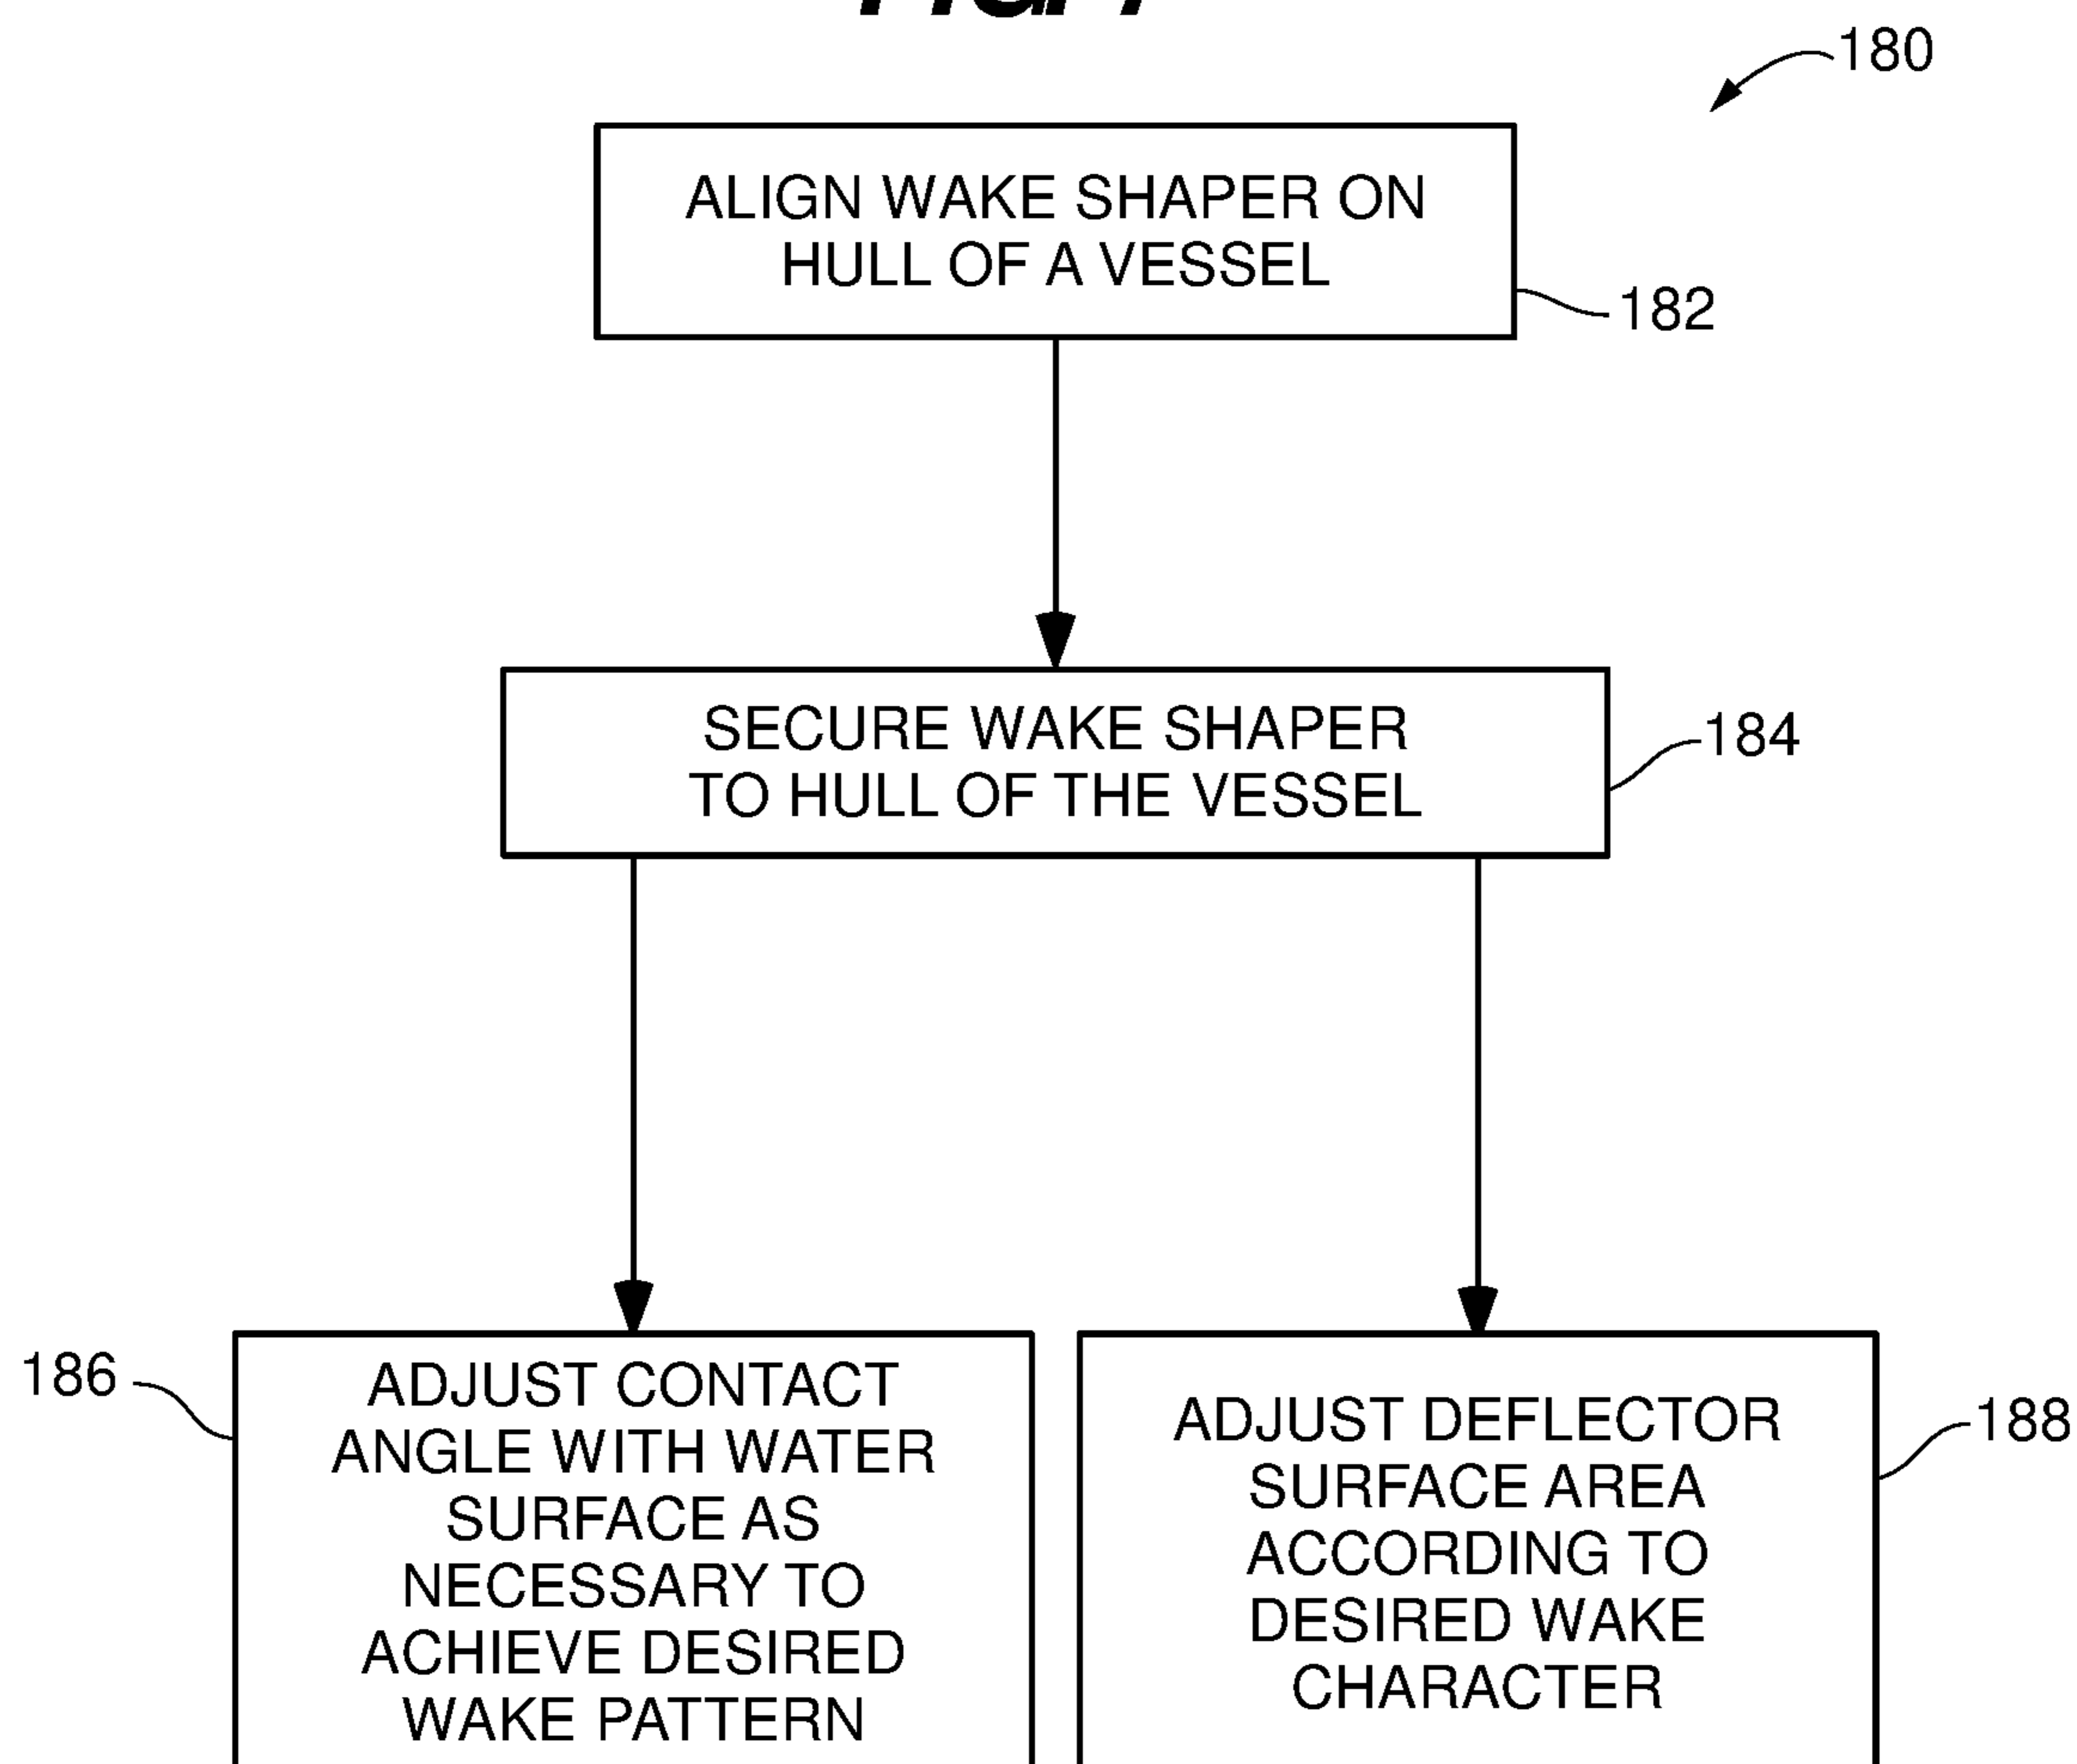 180
ALIGN WAKE SHAPER ON
HULL OF A VESSEL
182
SECURE WAKE SHAPER
TO HULL OF THE VESSEL
184
186
ADJUST CONTACT
ANGLE WITH WATER
SURFACE AS
NECESSARY TO
ACHIEVE DESIRED
WAKE PATTERN
ADJUST DEFLECTOR
SURFACE AREA
ACCORDING TO
DESIRED WAKE
CHARACTER
188